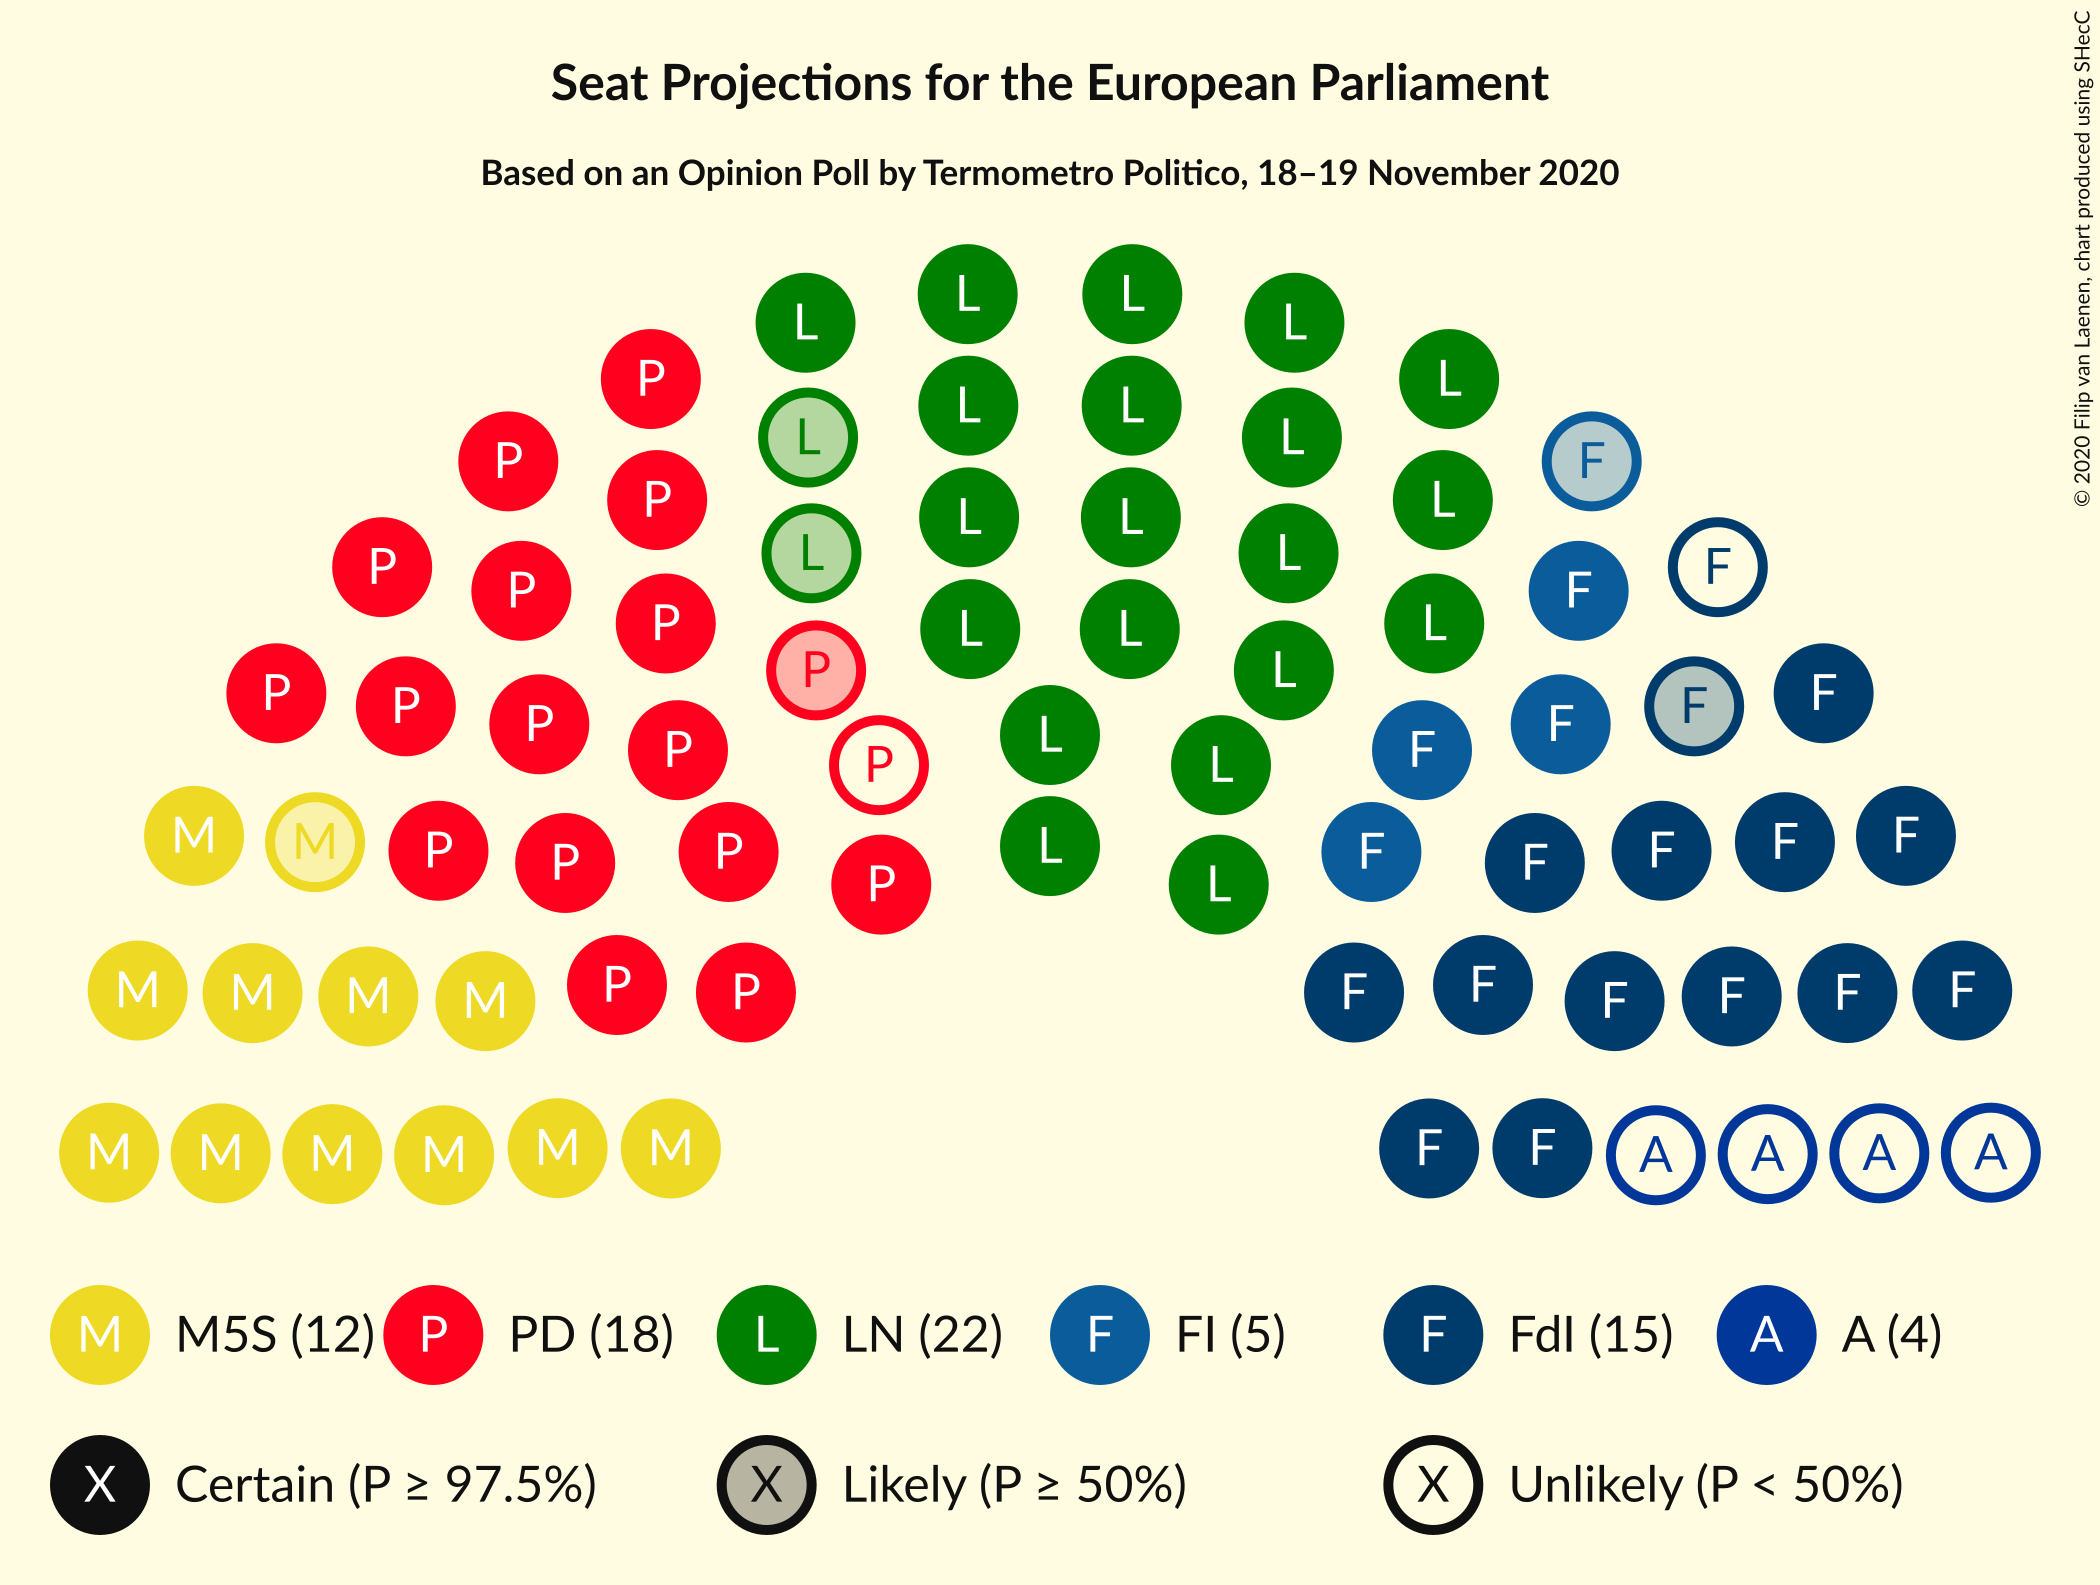 Seat Projections for the European Parliament
Based on an Opinion Poll by Termometro Politico, 18–19 November 2020
© 2020 Filip van Laenen, chart produced using SHecC
L L
L L
P L
L L
L L
P F
P P L L
L L
P F
P P F
L L
P L
L L
P P F F
P F
P F
P L
L
M M P P F F F F
P F
L
P L
M M M M P P F F F F F F
M M M M M M F F A A A A
M M5S (12) P PD (18) L LN (22) F FI (5) F FdI (15) A A (4)
X Certain (P ≥ 97.5%) X Likely (P ≥ 50%) X Unlikely (P < 50%)